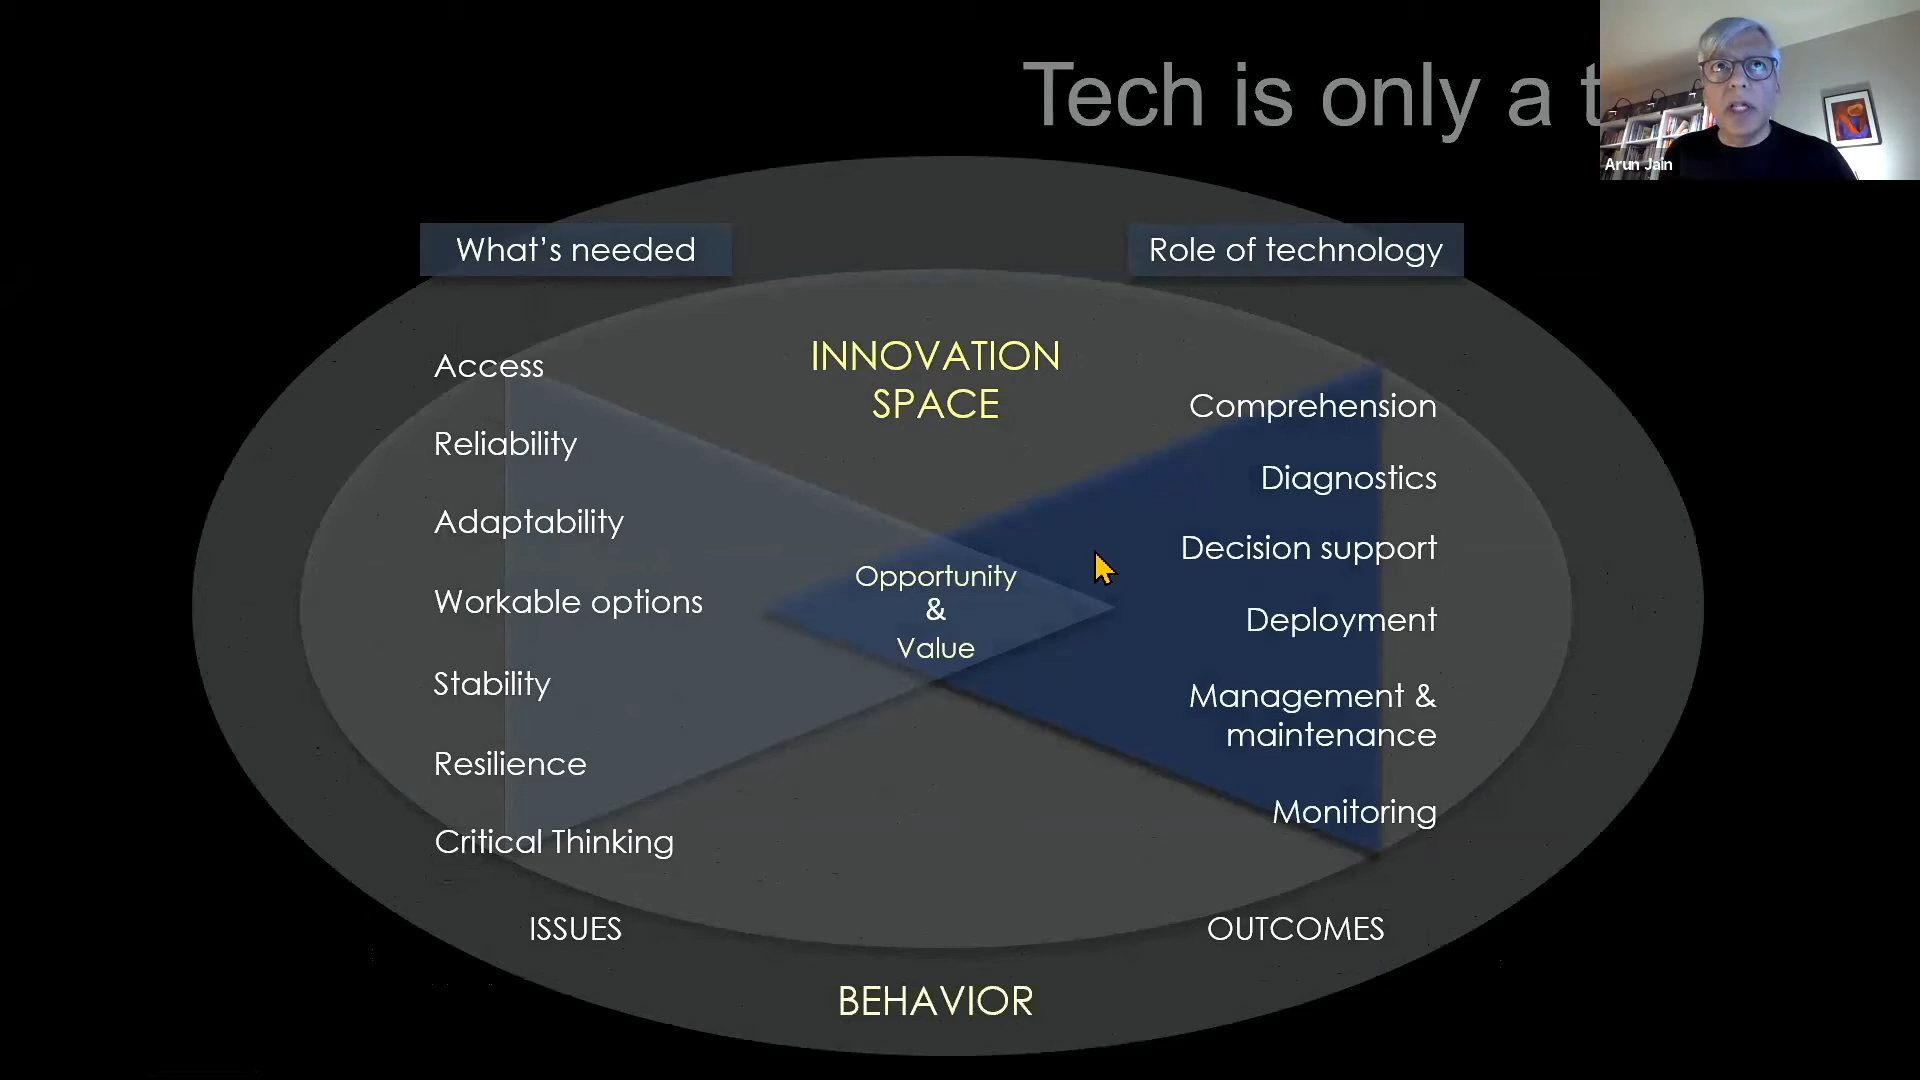 Tech is only a t
Arun Jain
What’s needed
Role of technology
INNOVATION
SPACE
Access
Reliability
Adaptability
Workable options
Stability
Resilience
Critical Thinking
Opportunity
&
Value
Comprehension
Diagnostics
Decision support
Deployment
Management &
maintenance
Monitoring
ISSUES
OUTCOMES
BEHAVIOR